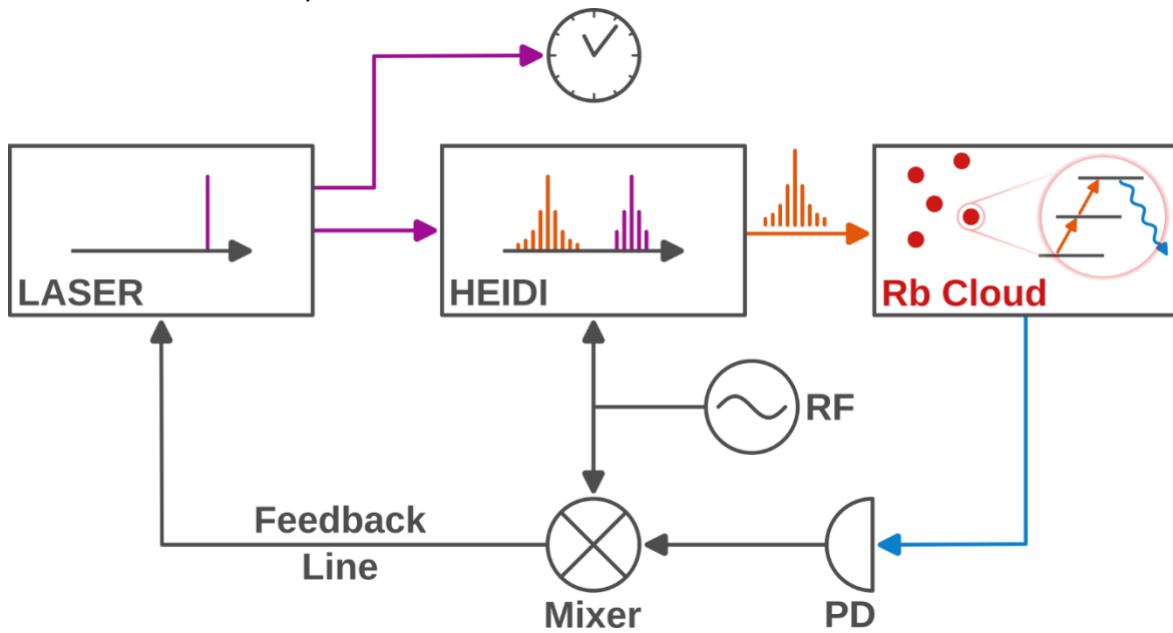 LASER
HEIDI
Rb Cloud
RF
Feedback
Line
Mixer
PD